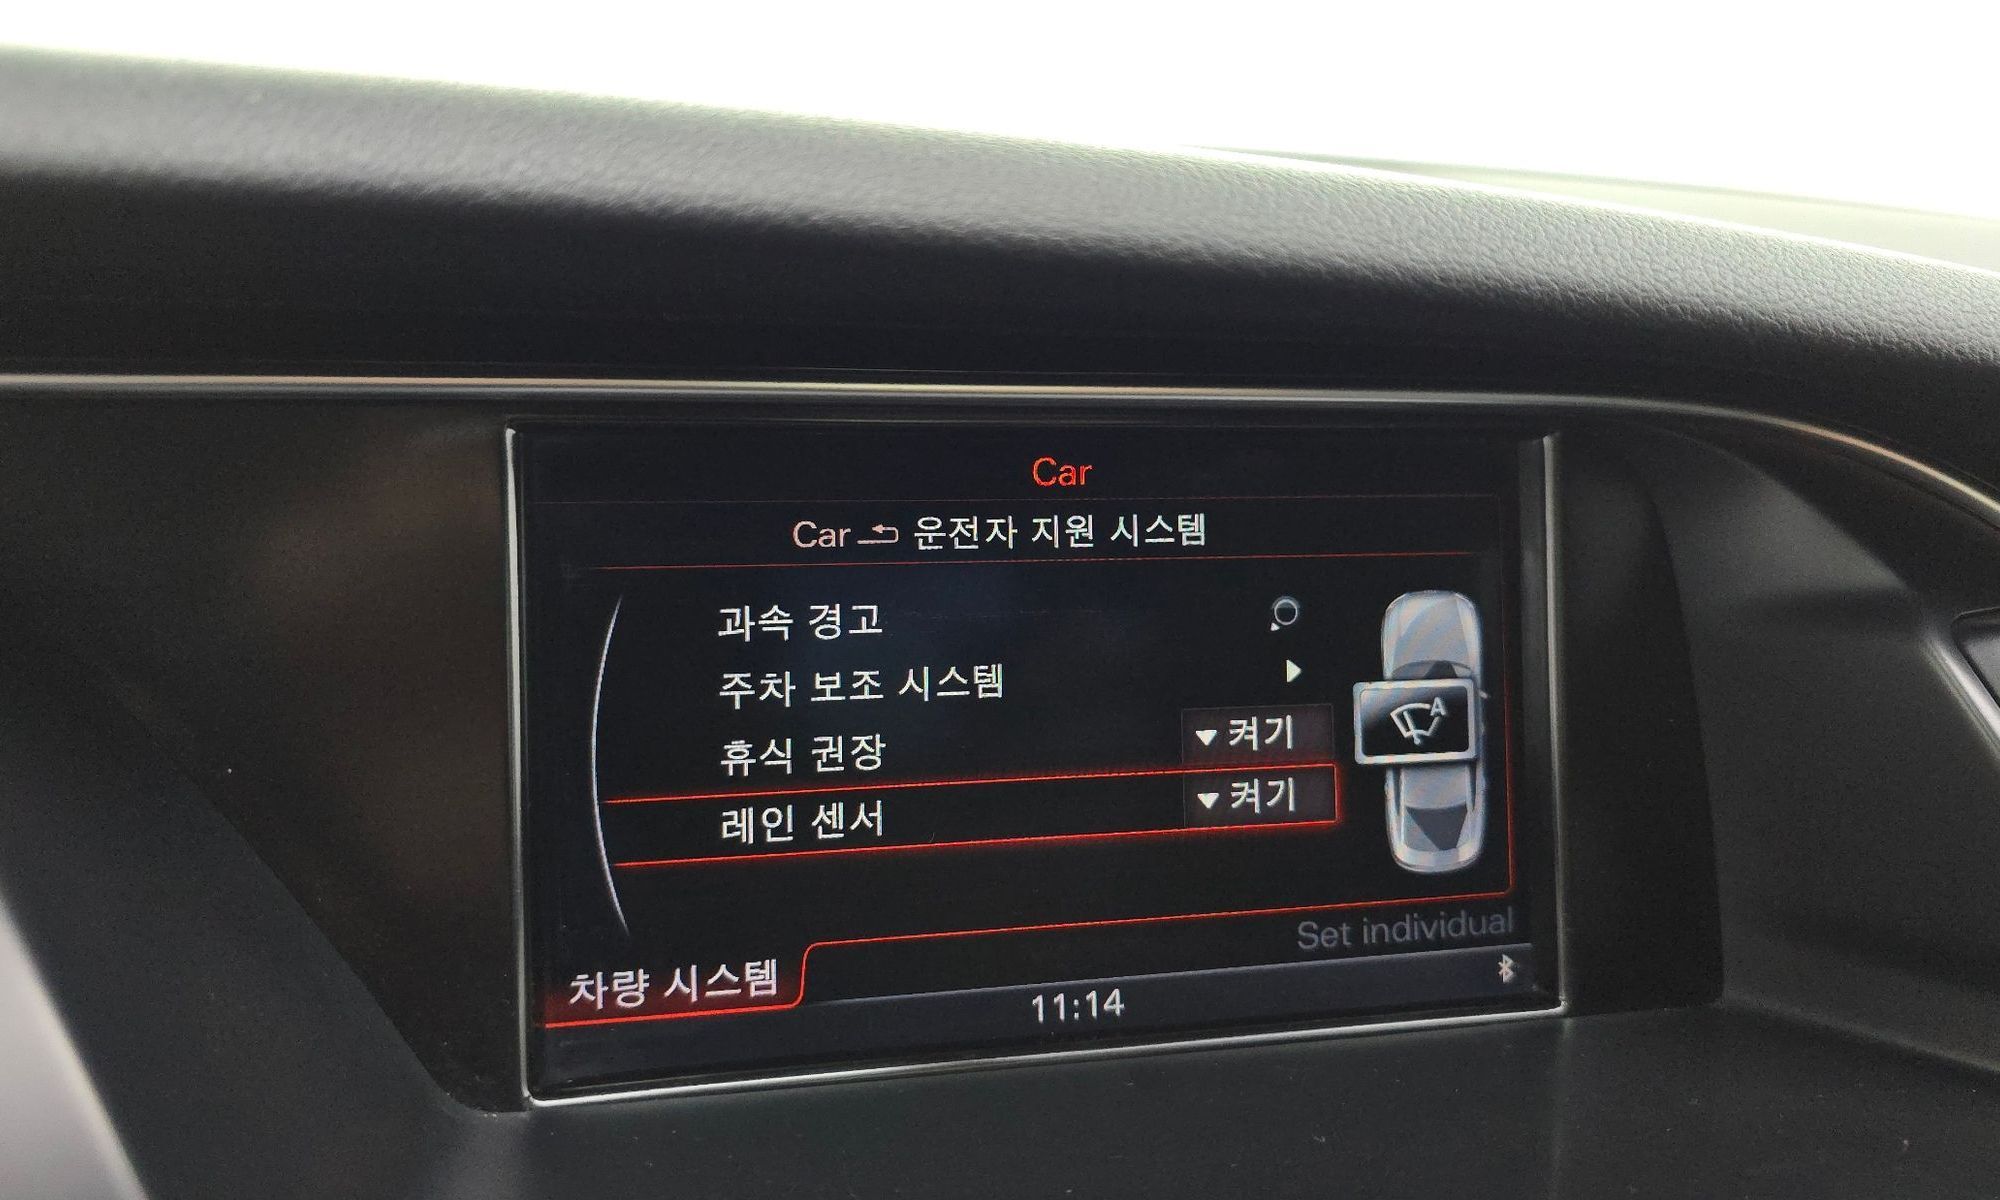 Car
Car 운전자 지원 시스템
과속 경고
주차 보조 시스템
휴식 권장 켜기
레인 센서 켜기
A
Set individual
차량 시스템
11:14